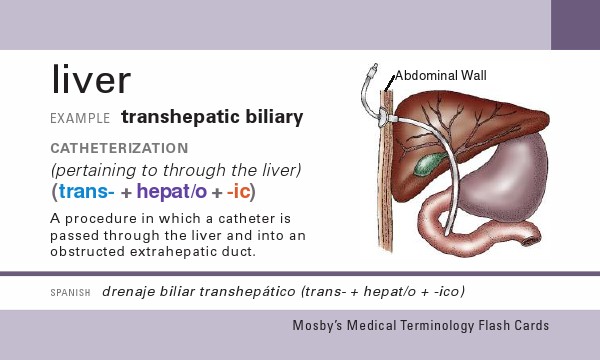 liver
Abdominal Wall
EXAMPLE transhepatic biliary
CATHETERIZATION
(pertaining to through the liver)
(trans- + hepat/o + -ic)
A procedure in which a catheter is
passed through the liver and into an
obstructed extrahepatic duct.
SPANISH drenaje biliar transhepático (trans- + hepat/o + -ico)
Mosby's Medical Terminology Flash Cards